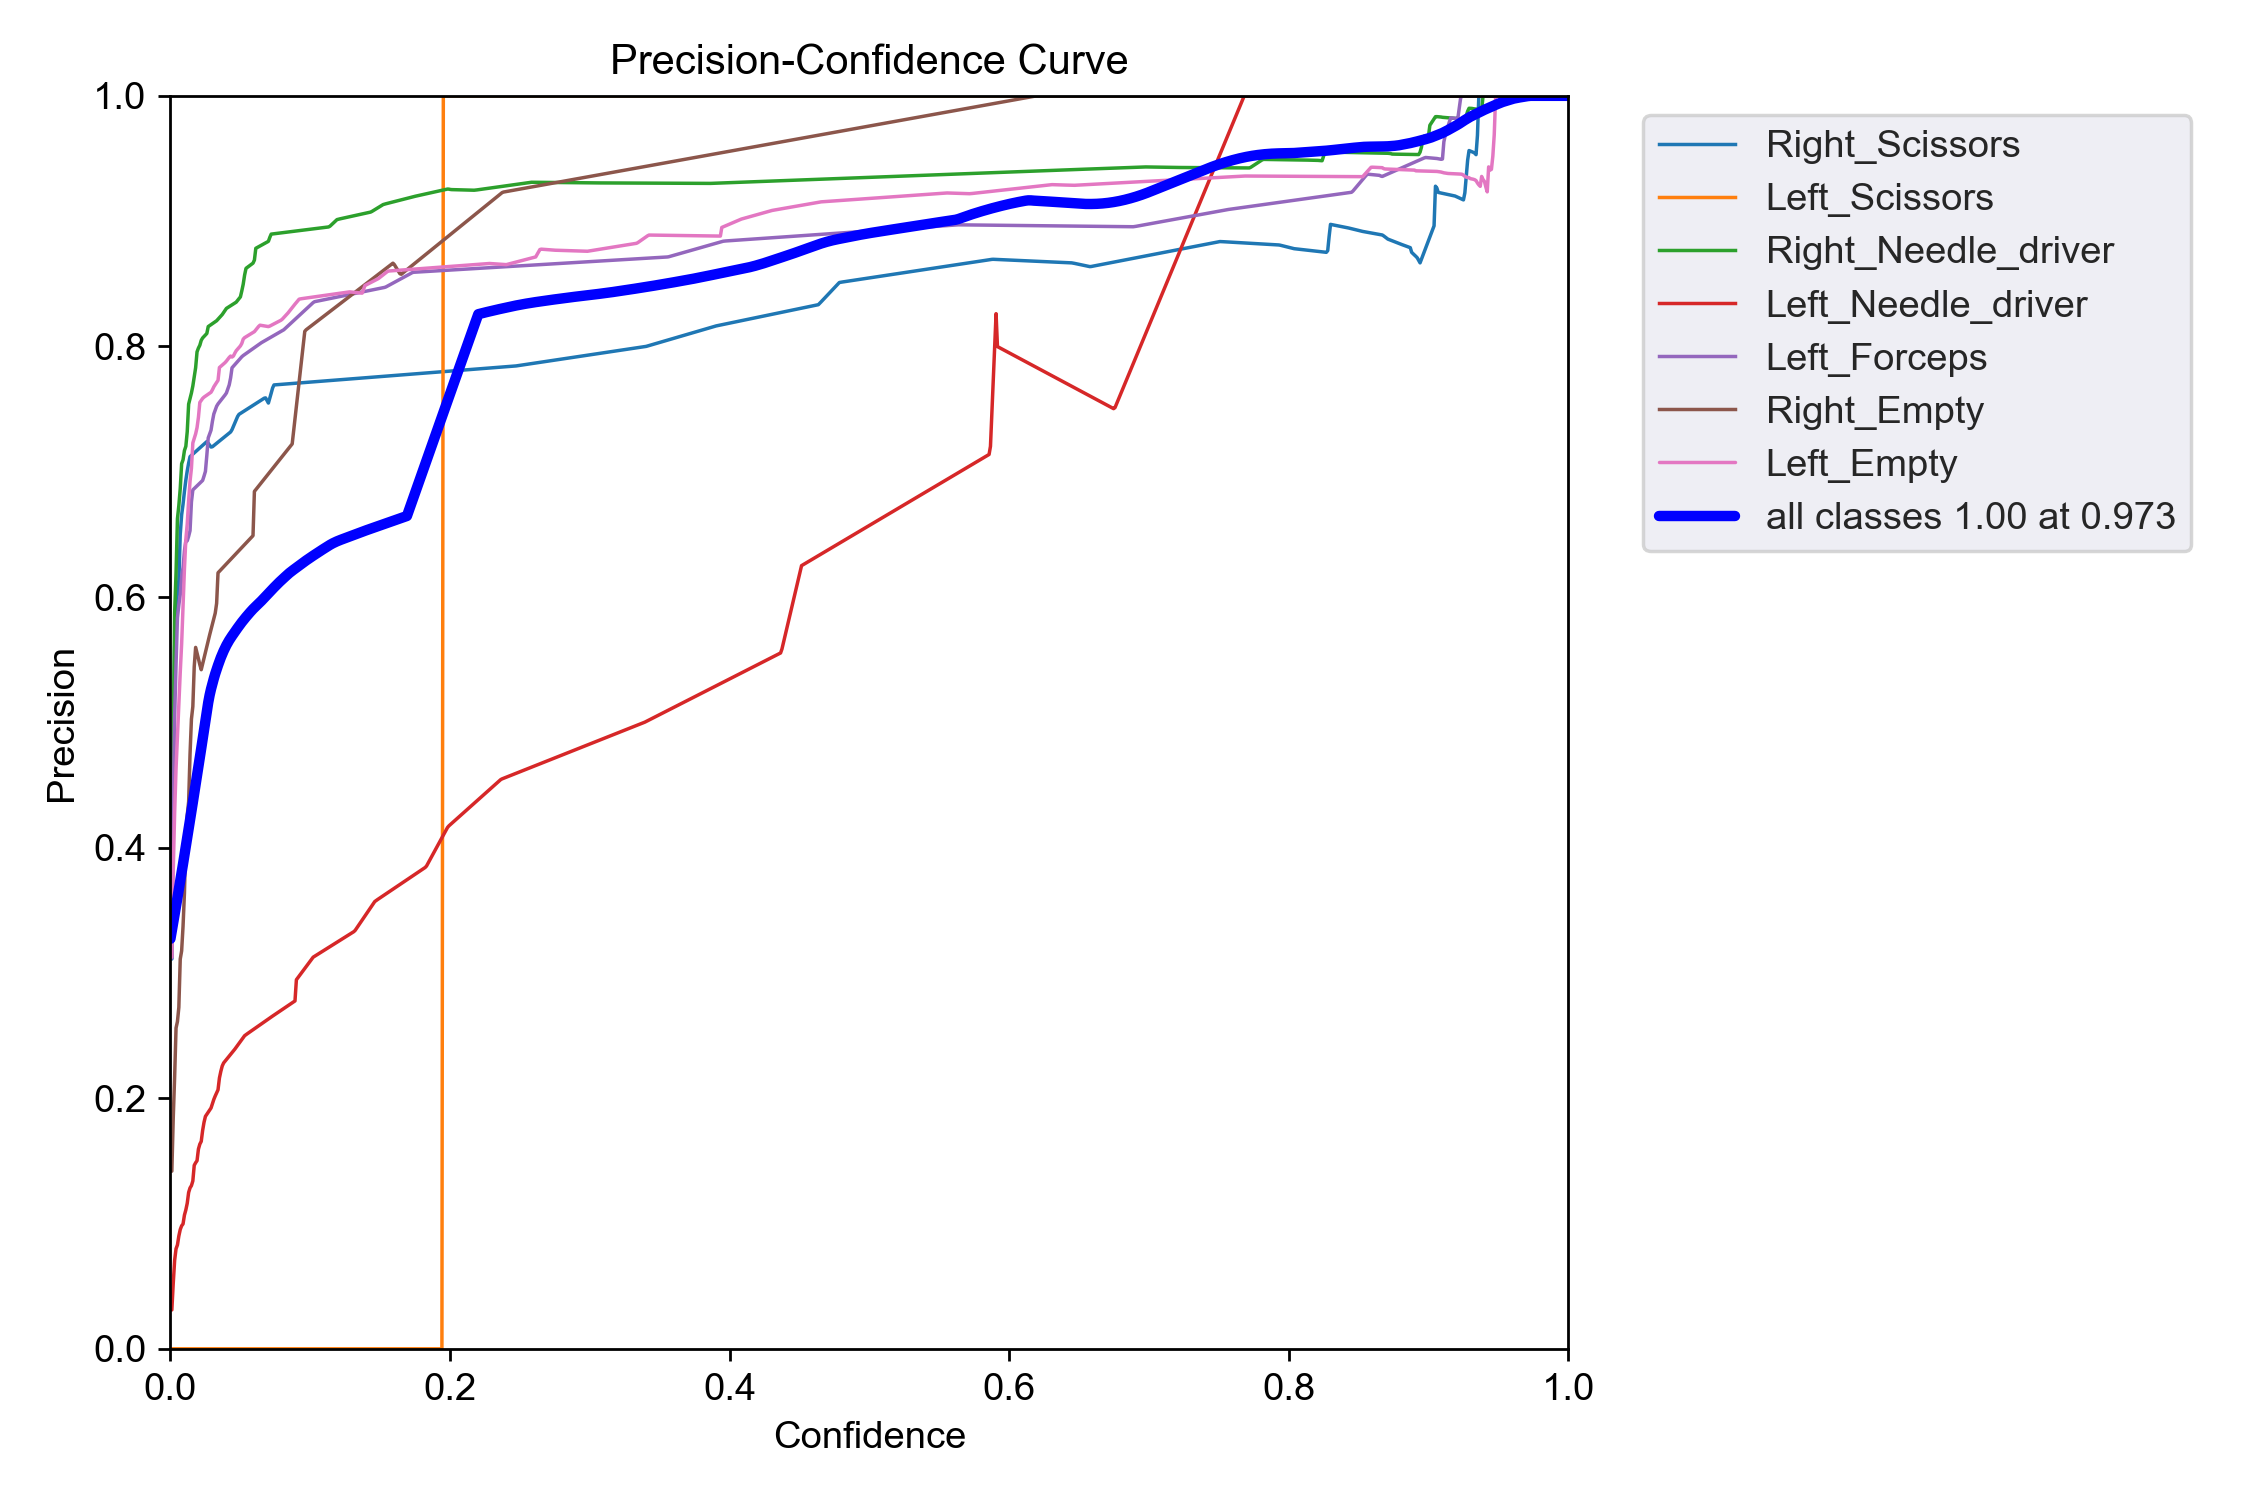 Precision-Confidence Curve
1.0
0.8
0.6
0.4
0.2
0.0
Precision
0.0 0.2 0.4 0.6 0.8 1.0
Confidence
Right_Scissors
Left_Scissors
Right_Needle_driver
Left_Needle_driver
Left_Forceps
Right_Empty
Left_Empty
all classes 1.00 at 0.973